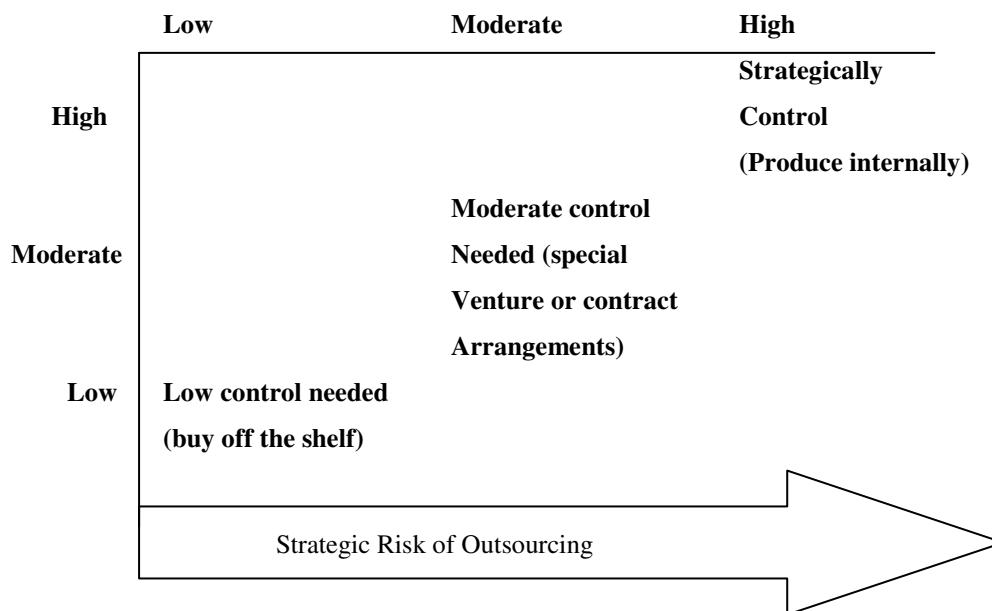 Low Moderate High
Strategically
High Control
(Produce internally)
Moderate control
Moderate Needed (special
Venture or contract
Arrangements)
Low Low control needed
(buy off the shelf)
Strategic Risk of Outsourcing